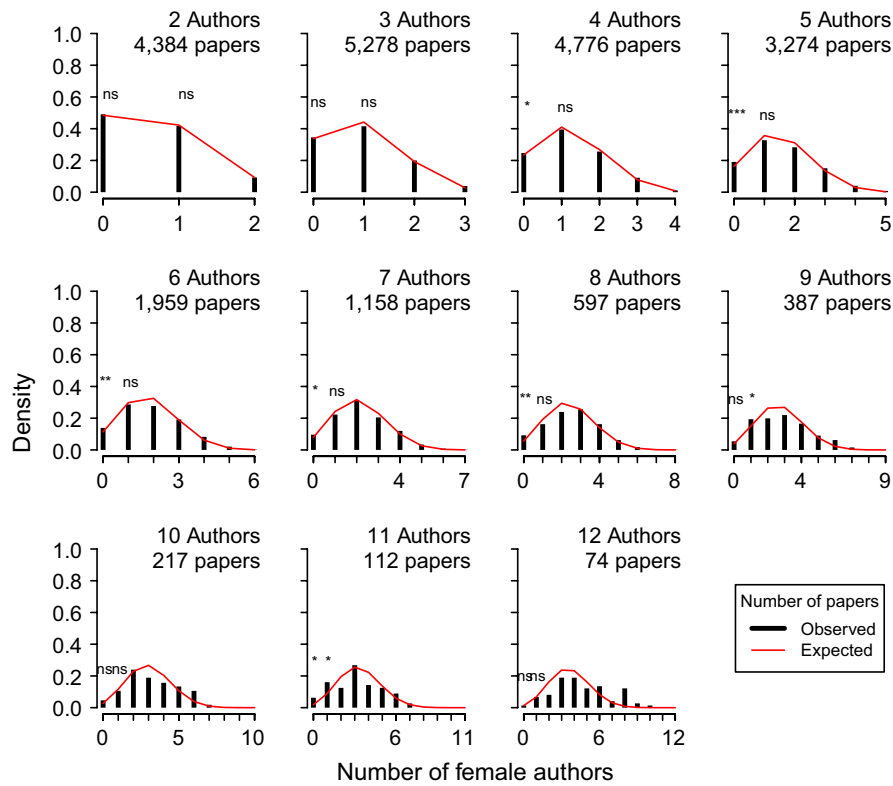 2 Authors
4,384 papers
3 Authors
5,278 papers
4 Authors
4,776 papers
5 Authors
3,274 papers
1.0
0.8
0.6
0.4
0.2
0.0
ns ns
ns ns
* ns
*** ns
0 1 2
0 1 2 3
0 1 2 3 4
0 2 5
6 Authors
1,959 papers
7 Authors
1,158 papers
8 Authors
597 papers
9 Authors
387 papers
1.0
0.8
0.6
0.4
0.2
0.0
** ns
* ns
** ns
ns *
0 3 6
0 4 7
0 4 8
0 4 9
Density
10 Authors
217 papers
11 Authors
112 papers
12 Authors
74 papers
1.0
0.8
0.6
0.4
0.2
0.0
ns ns
* *
ns ns
0 5 10
0 6 11
0 6 12
Number of papers
Observed
Expected
Number of female authors